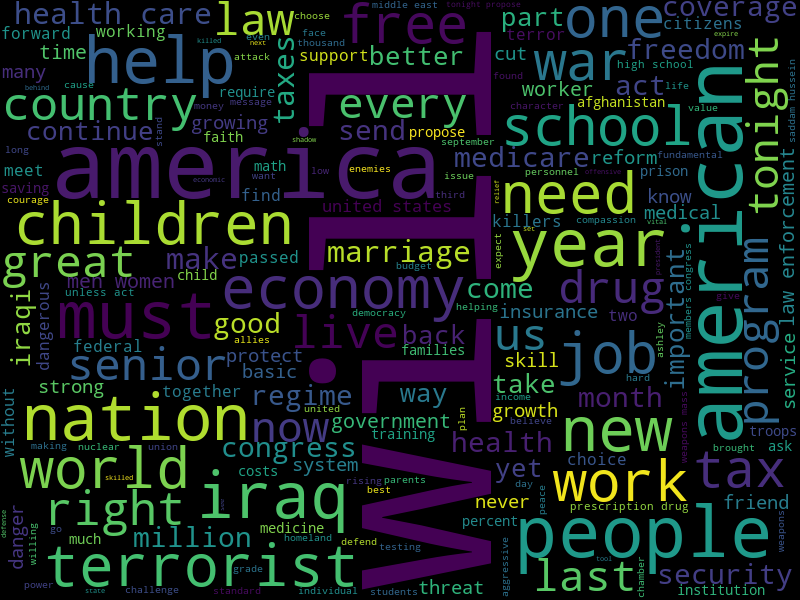 health care
law
free
middle east
tonight propose
part
one
coverage
forward
working
choose
face
thousand
terror
citizens
time
help
taxes
support
better
cut
war
freedom
many
killed
even
next
attack
found
high school
expire
behind
cause
require
worker
act
life
country
money
message
every
character
afghanistan
value
tonight
saddam hussein
continue
growing
send
propose
school
long
faith
stand
shadow
september
american
meet
america
math
low
enemies
issue
medicare
reform
fundamental
saving
want
economic
personnel
offensive
prison
courage
find
third
need
know
children
united states
relief
killers
compassion
medical
set
vital
great
make
passed
marriage
expect
year
important
president
members congress
law enforcement
service
men women
child
budget
unless act
economy
come
drug
give
program
iraqi
dangerous
must
good
democracy
helping
insurance
two
will
allies
live
back
us
job
ashley
federal
protect
families
skill
senior
basic
hard
strong
together
regime
way
take
income
month
without
nation
now
united
government
plan
growth
believe
weapons mass
troops
making
nuclear
union
congress
training
health
new
brought
ask
world
costs
system
yet
choice
skilled
rising
parents
day
work
tax
right
iraq
best
never
peace
prescription drug
friend
defense
danger
willing
go
much
million
medicine
homeland
defend
testing
percent
people
weapons
terrorist
grade
aggressive
tool
power
state
challenge
standard
individual
students
threat
last
chamber
security
institution